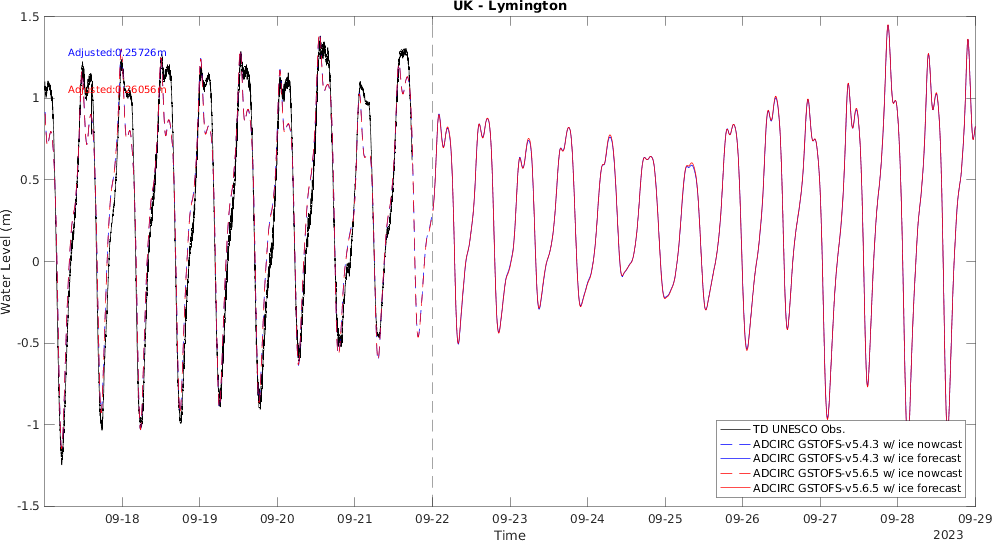 UK - Lymington
Adjusted:0.25726m
Adjusted:0.26056m
Water Level (m)
1.5
1
0.5
0
-0.5
-1
-1.5
TD UNESCO Obs.
ADCIRC GSTOFS-v5.4.3 w/ ice nowcast
ADCIRC GSTOFS-v5.4.3 w/ ice forecast
ADCIRC GSTOFS-v5.6.5 w/ ice nowcast
ADCIRC GSTOFS-v5.6.5 w/ ice forecast
09-18 09-19 09-20 09-21 09-22 09-23 09-24 09-25 09-26 09-27 09-28 09-29
Time
2023